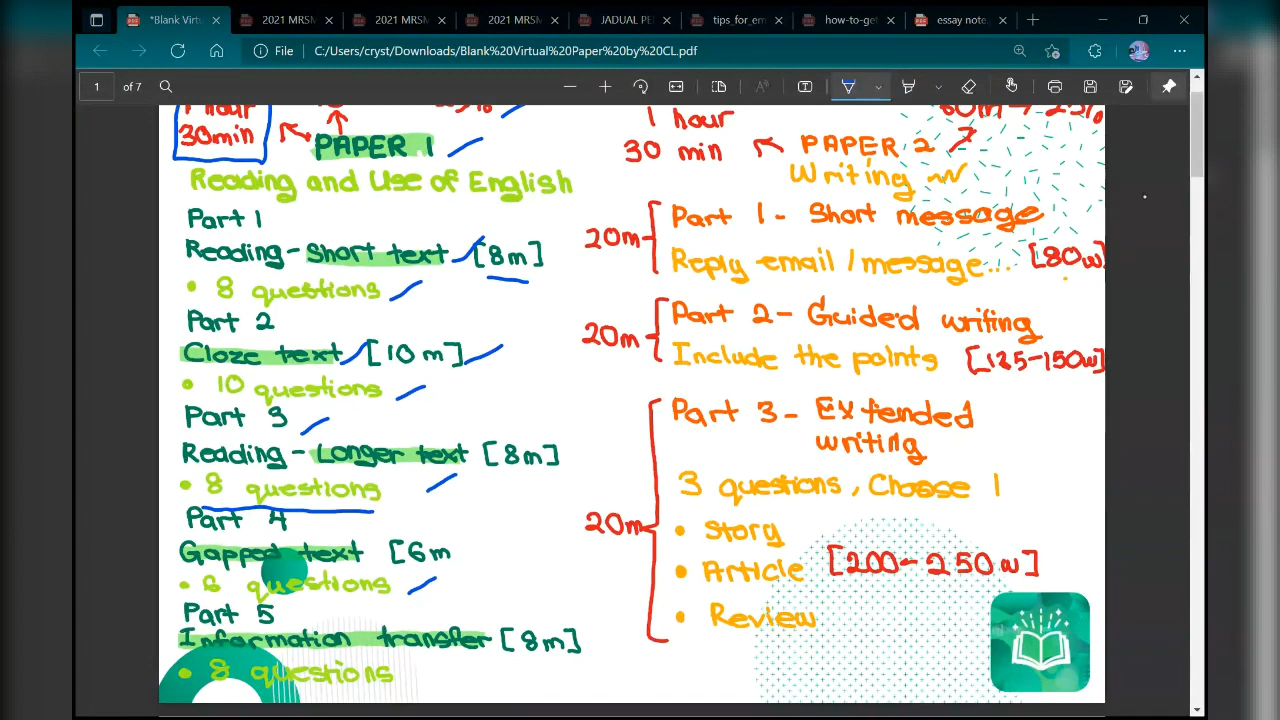 *Blank Virtu
2021 MRSM
2021 MRSM
2021 MRSM
JADUAL PE
tips_for_em
how-to-get
essay note.
File
C:/Users/cryst/Downloads/Blank%20Virtual%20Paper%20by%20CL.pdf
1 of 7
1 hour
30min
PAPER 1
Reading and Use of English
Part 1
Reading - Short text [8m]
• 8 questions
Part 2
Cloze text [10m]
• 10 questions
Part 3
Reading - Longer text [8m]
• 8 questions
Part 4
Gapped text [6m
• 6 questions
Part 5
Information transfer [8m]
• 8 questions
1 hour
30 min
PAPER 2
Writing
20m
Part 1 - Short message
Reply email / message... [80w]
20m
Part 2 - Guided writing
Include the points [125-150w]
20m
Part 3 - Extended
writing
3 questions, Choose 1
• Story
• Article [200-250w]
• Review